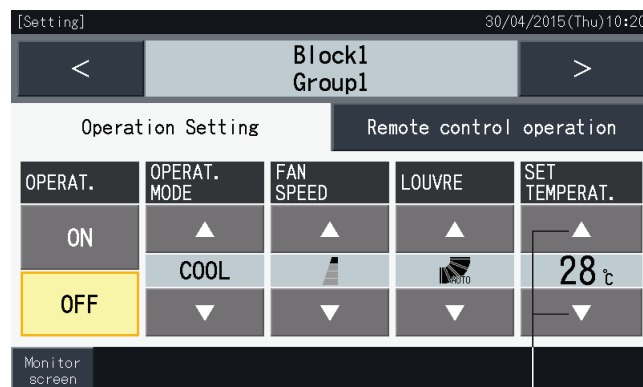 [Setting]
30/04/2015(Thu)10:20
<
Block1
Group1
>
Operation Setting
Remote control operation
OPERAT.
OPERAT.
MODE
FAN
SPEED
LOUVRE
SET
TEMPERAT.
ON
OFF
COOL
AUTO
28℃
Monitor
screen